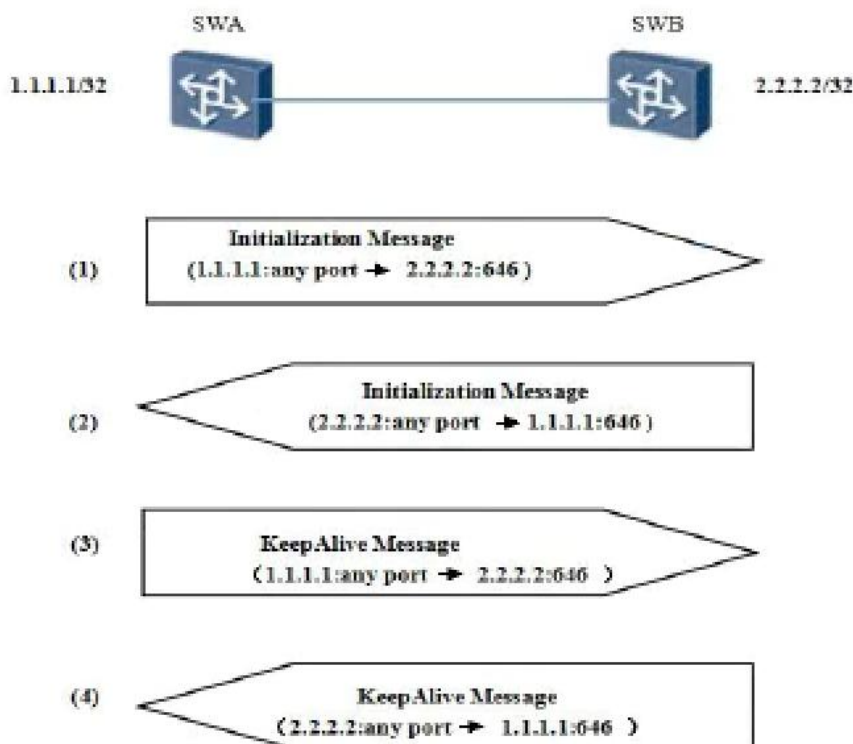 SWA
SWB
1.1.1.1/32
2.2.2.2/32
(1)
Initialization Message
(1.1.1.1:any port → 2.2.2.2:646 )
(2)
Initialization Message
(2.2.2.2:any port → 1.1.1.1:646 )
(3)
KeepAlive Message
(1.1.1.1:any port → 2.2.2.2:646 )
(4)
KeepAlive Message
(2.2.2.2:any port → 1.1.1.1:646 )